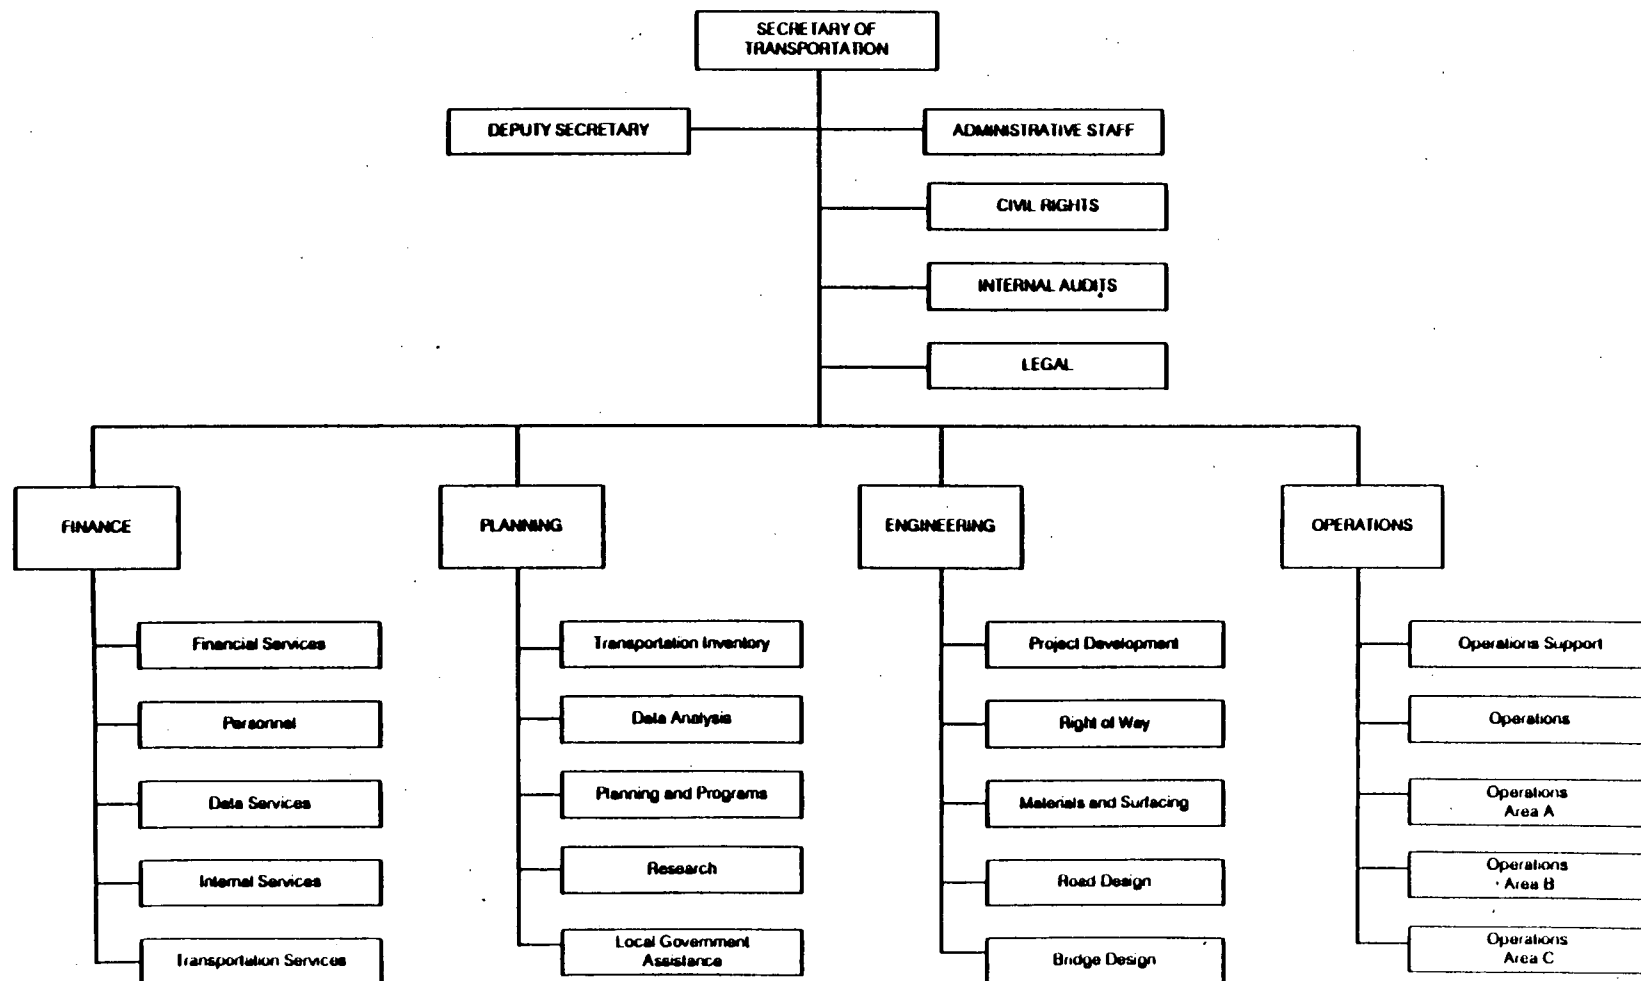 SECRETARY OF
TRANSPORTATION
DEPUTY SECRETARY
ADMINISTRATIVE STAFF
CIVIL RIGHTS
INTERNAL AUDITS
LEGAL
FINANCE
PLANNING
ENGINEERING
OPERATIONS
Financial Services
Personnel
Data Services
Internal Services
Transportation Services
Transportation Inventory
Data Analysis
Planning and Programs
Research
Local Government
Assistance
Project Development
Right of Way
Materials and Surfacing
Road Design
Bridge Design
Operations Support
Operations
Operations
Area A
Operations
Area B
Operations
Area C